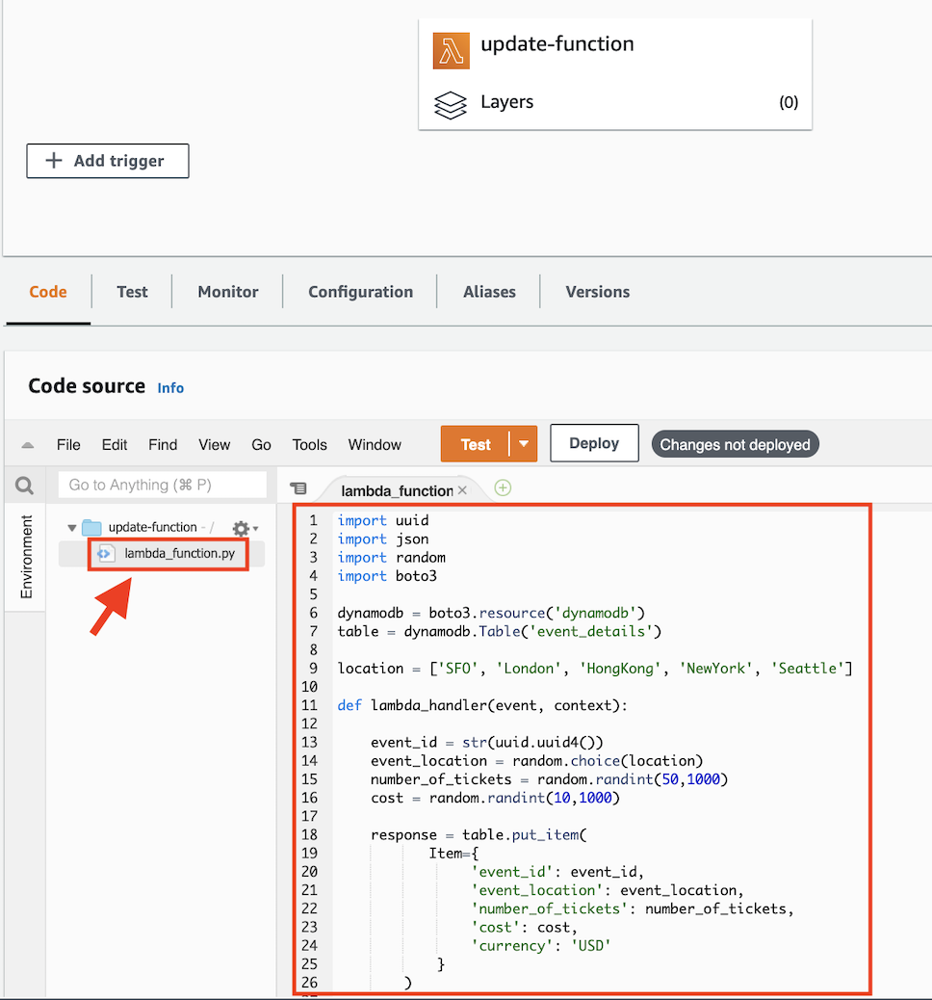 update-function
Layers (0)
+ Add trigger
Code Test Monitor Configuration Aliases Versions
Code source Info
File Edit Find View Go Tools Window Test Deploy Changes not deployed
Go to Anything (⌘ P)
lambda_function ×
Environment
update-function - /
lambda_function.py
1 import uuid
2 import json
3 import random
4 import boto3
5
6 dynamodb = boto3.resource('dynamodb')
7 table = dynamodb.Table('event_details')
8
9 location = ['SFO', 'London', 'HongKong', 'NewYork', 'Seattle']
10
11 def lambda_handler(event, context):
12
13     event_id = str(uuid.uuid4())
14     event_location = random.choice(location)
15     number_of_tickets = random.randint(50,1000)
16     cost = random.randint(10,1000)
17
18     response = table.put_item(
19            Item={
20                 'event_id': event_id,
21                 'event_location': event_location,
22                 'number_of_tickets': number_of_tickets,
23                 'cost': cost,
24                 'currency': 'USD'
25             }
26         )